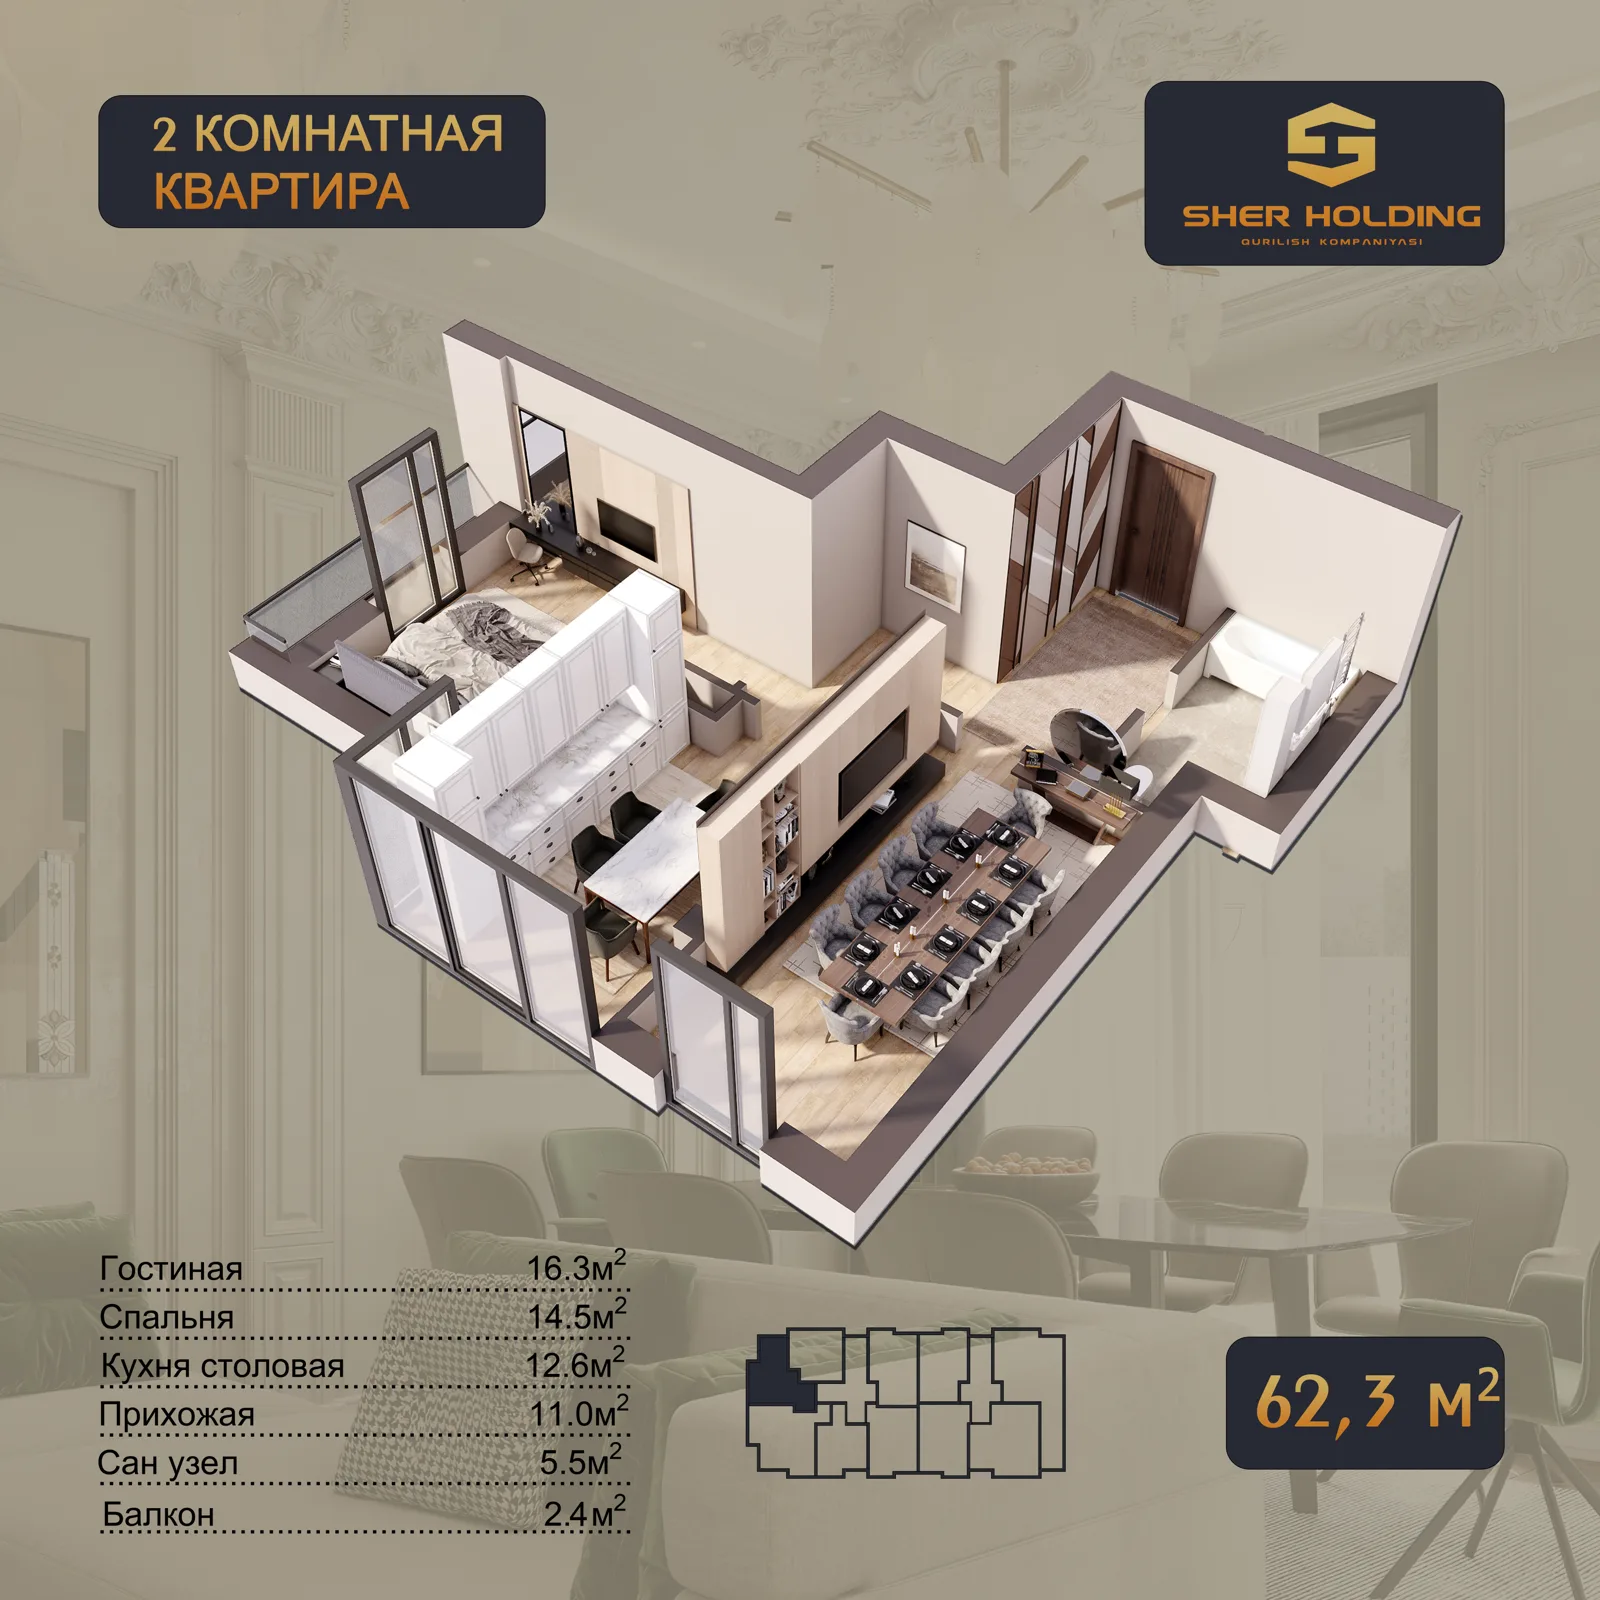 2 КОМНАТНАЯ
КВАРТИРА
SHER HOLDING
QURILISH KOMPANIYASI
Гостиная 16.3м²
Спальня 14.5м²
Кухня столовая 12.6м²
Прихожая 11.0м²
Сан узел 5.5м²
Балкон 2.4м²
62,3 м²